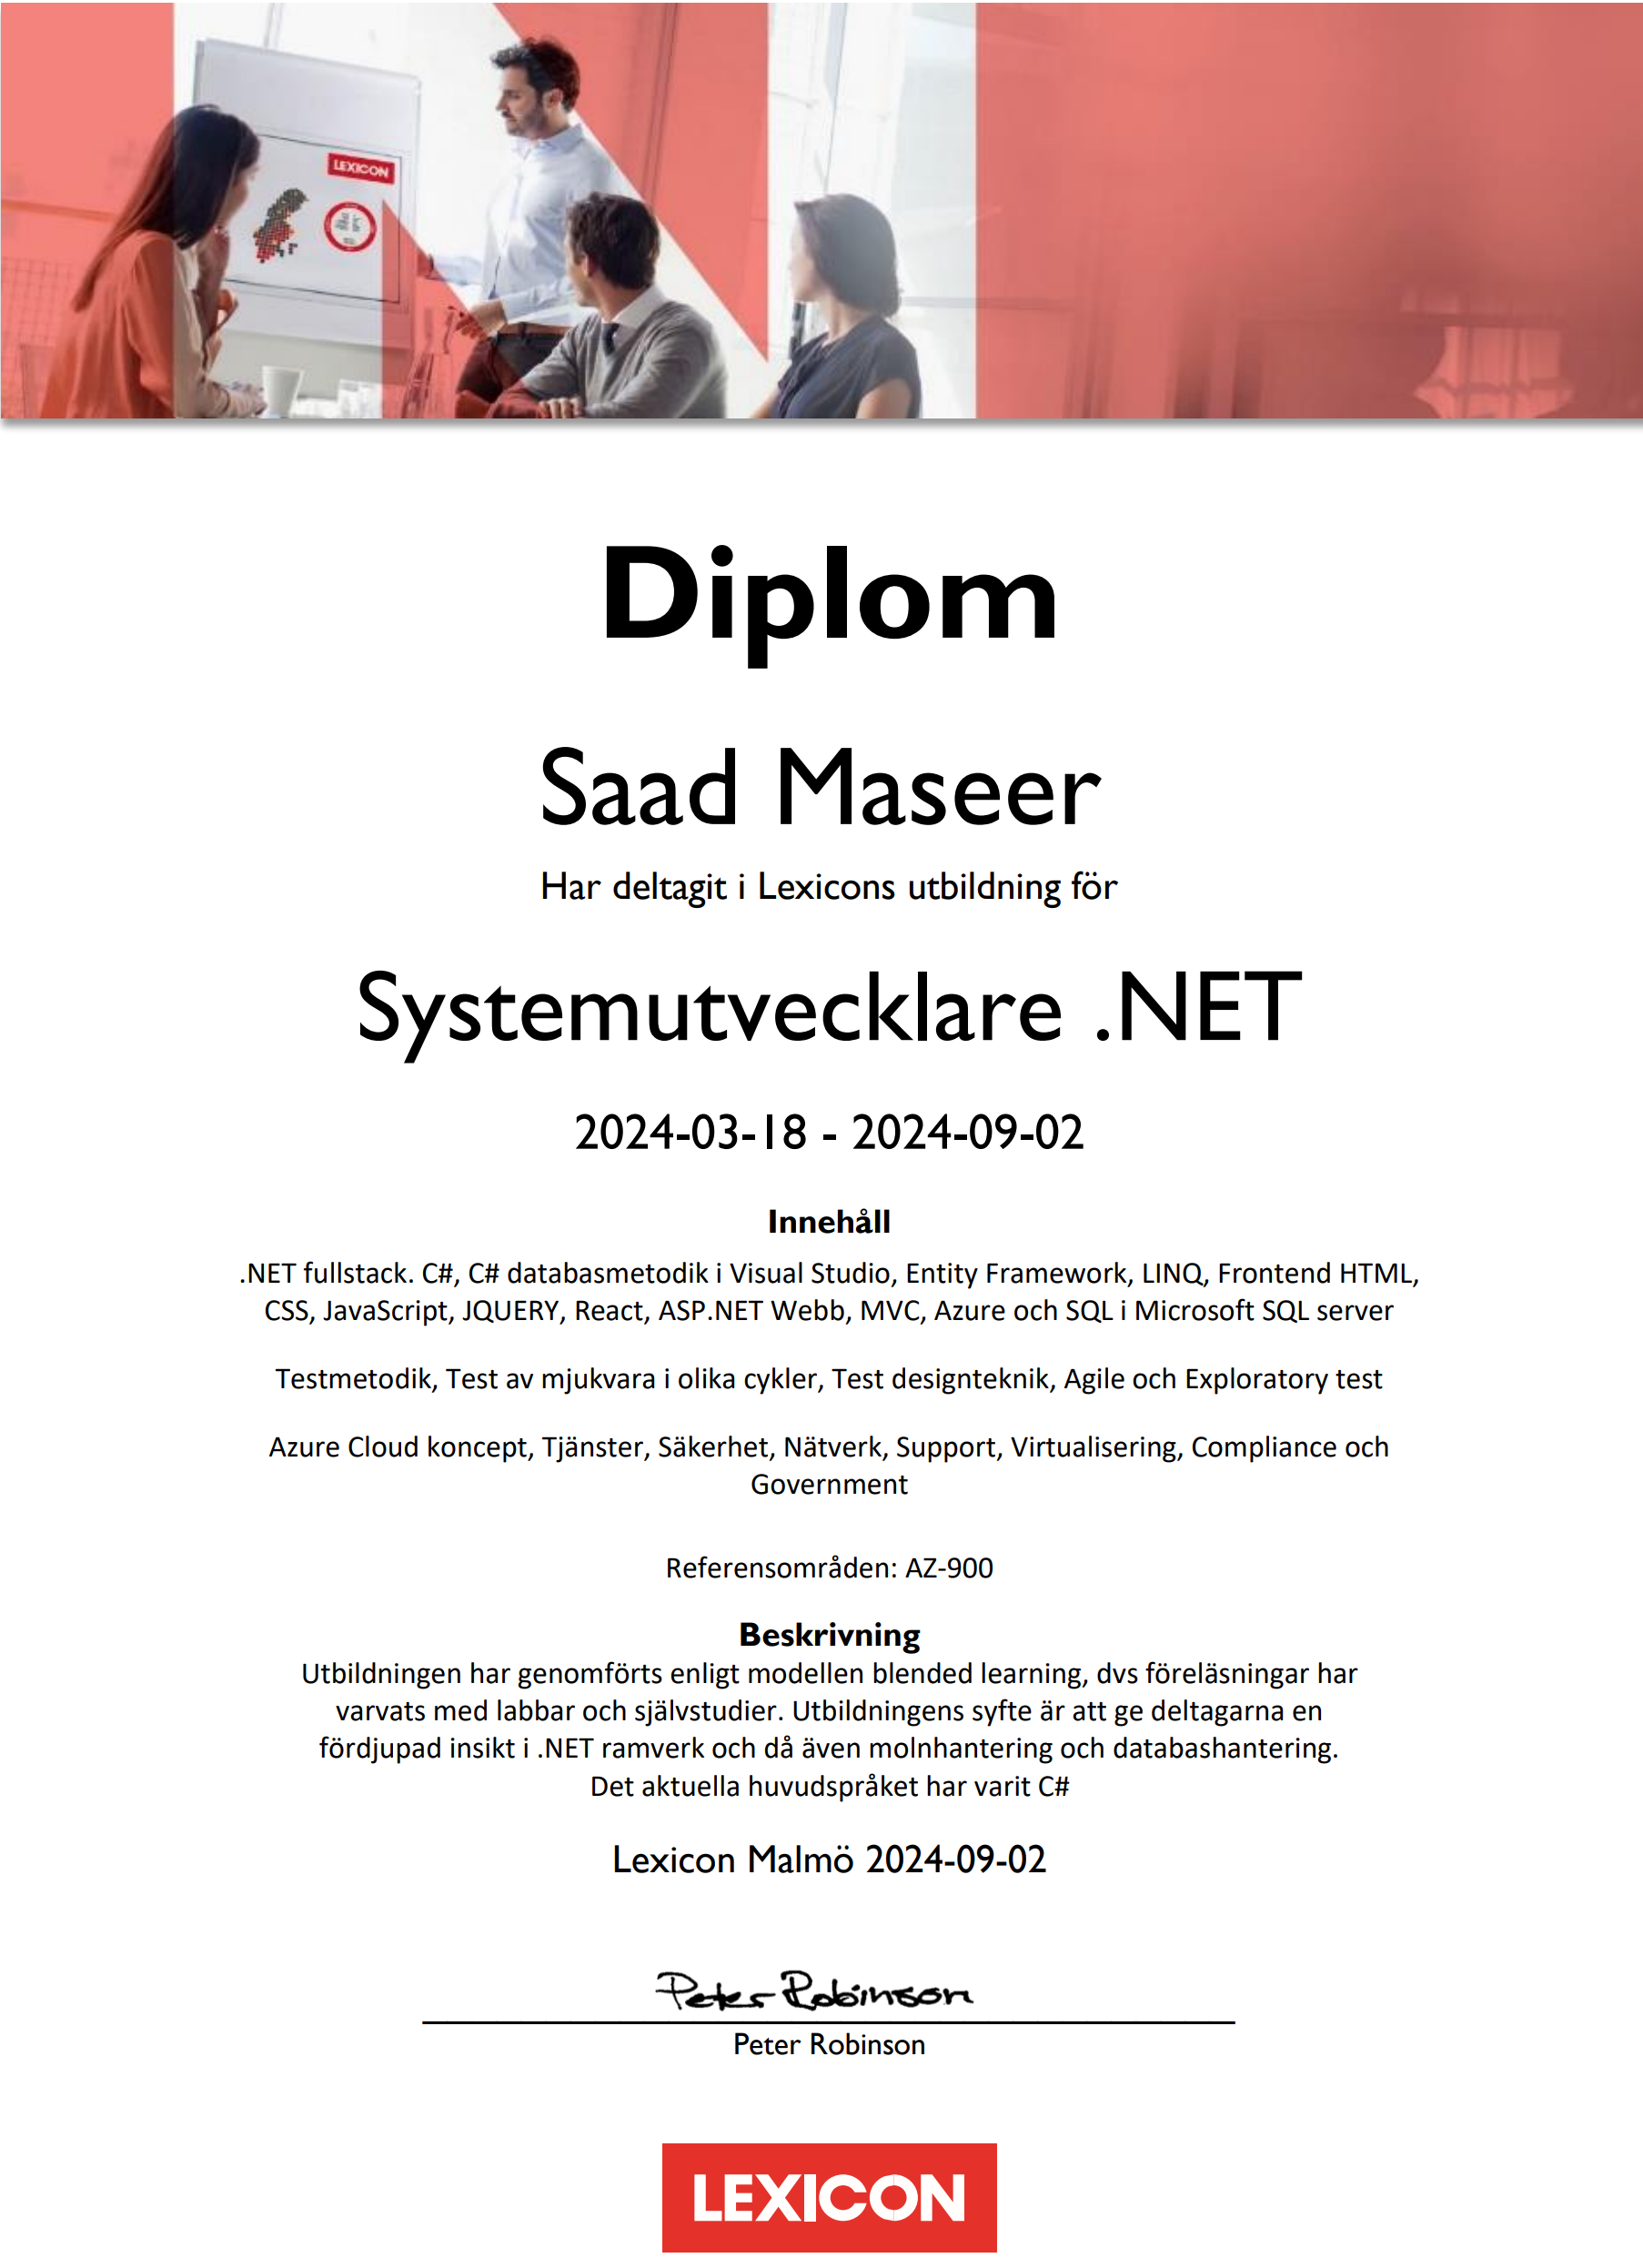 LEXICON
Diplom
Saad Maseer
Har deltagit i Lexicons utbildning för
Systemutvecklare .NET
2024-03-18 - 2024-09-02
Innehåll
.NET fullstack. C#, C# databasmetodik i Visual Studio, Entity Framework, LINQ, Frontend HTML,
CSS, JavaScript, JQUERY, React, ASP.NET Webb, MVC, Azure och SQL i Microsoft SQL server
Testmetodik, Test av mjukvara i olika cykler, Test designteknik, Agile och Exploratory test
Azure Cloud koncept, Tjänster, Säkerhet, Nätverk, Support, Virtualisering, Compliance och
Government
Referensområden: AZ-900
Beskrivning
Utbildningen har genomförts enligt modellen blended learning, dvs föreläsningar har
varvats med labbar och självstudier. Utbildningens syfte är att ge deltagarna en
fördjupad insikt i .NET ramverk och då även molnhantering och databashantering.
Det aktuella huvudspråket har varit C#
Lexicon Malmö 2024-09-02
Peter Robinson
Peter Robinson
LEXICON